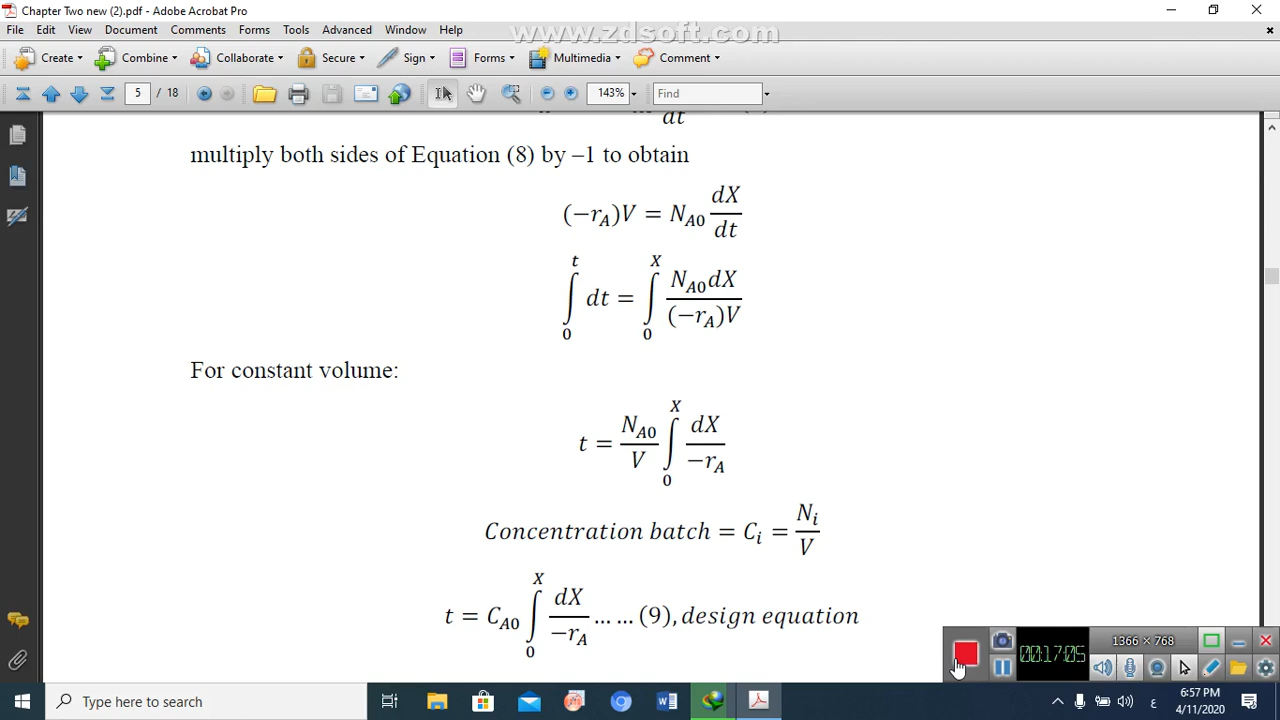 Chapter Two new (2).pdf - Adobe Acrobat Pro
www.zdsoft.com
File Edit View Document Comments Forms Tools Advanced Window Help
Create Combine Collaborate Secure Sign Forms Multimedia Comment
5 / 18 143% Find
dt
multiply both sides of Equation (8) by –1 to obtain
(−r_A)V = N_A0 dX/dt
∫_0^t dt = ∫_0^X N_A0 dX/(−r_A)V
For constant volume:
t = N_A0/V ∫_0^X dX/−r_A
Concentration batch = C_i = N_i/V
t = C_A0 ∫_0^X dX/−r_A … … (9), design equation
1366 × 768
00:17:05
Type here to search
ع
6:57 PM
4/11/2020